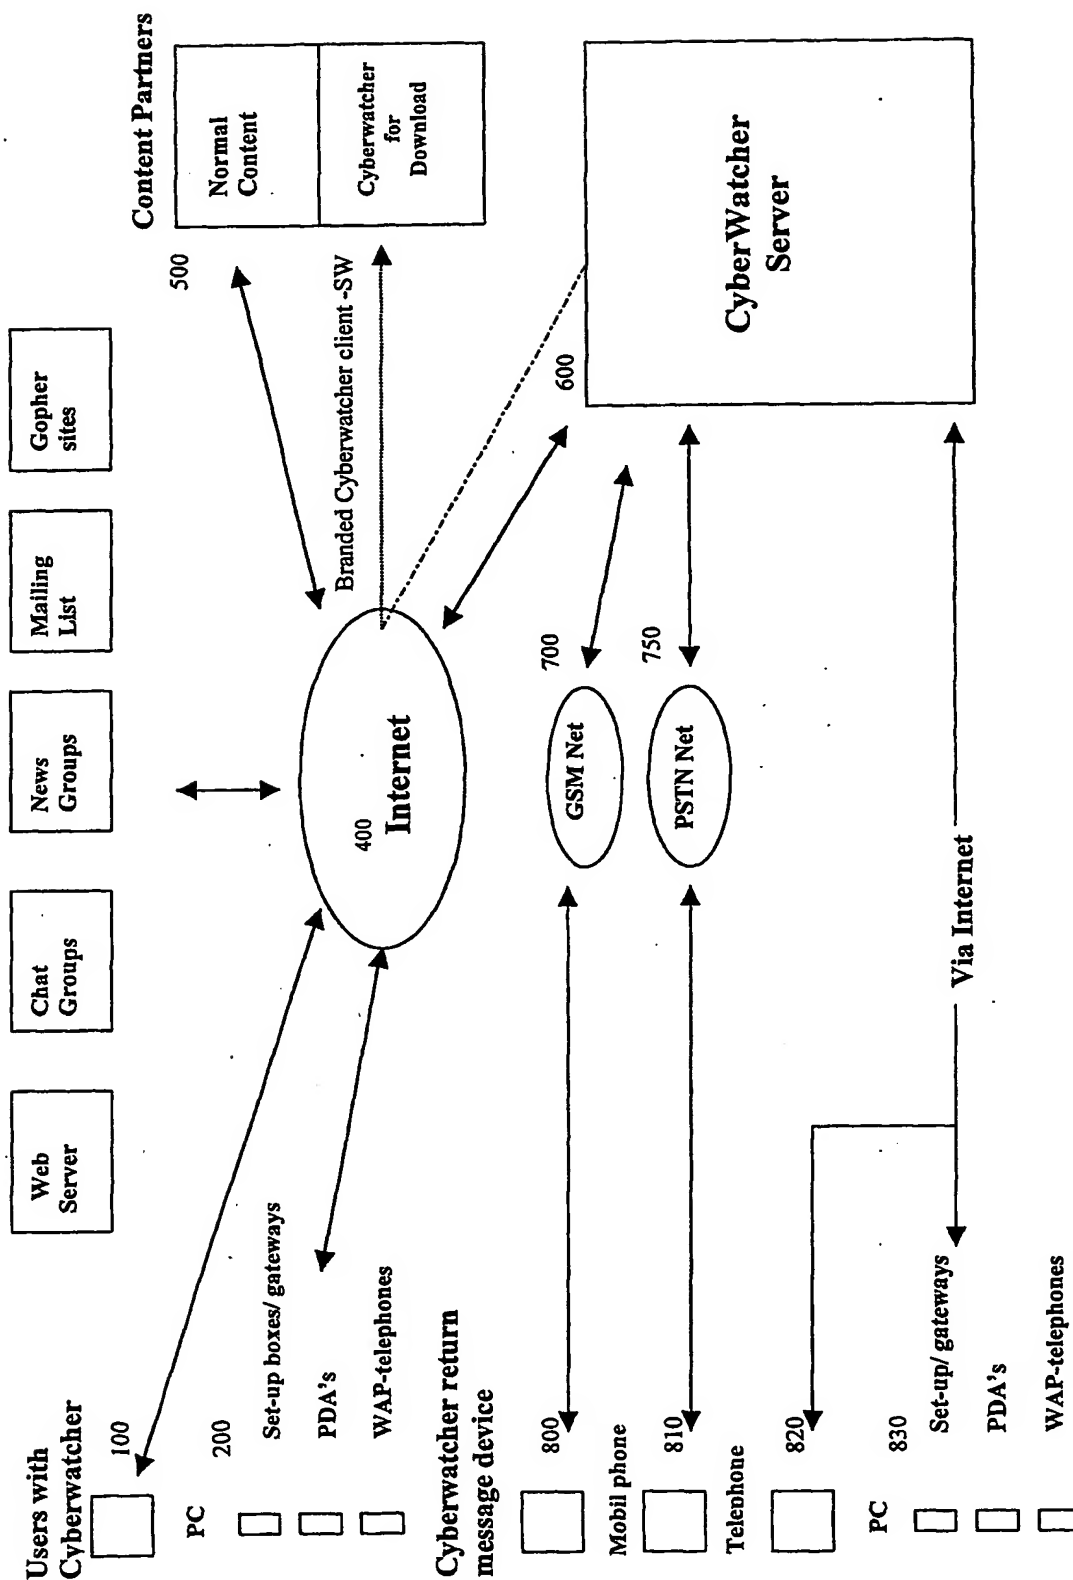 Users with
Cyberwatcher
100
PC
200
Set-up boxes/ gateways
PDA's
WAP-telephones
Web
Server
Chat
Groups
News
Groups
Mailing
List
Gopher
sites
Content Partners
500
Normal
Content
Cyberwatcher
for
Download
Branded Cyberwatcher client -SW
400
Internet
600
CyberWatcher
Server
700
GSM Net
750
PSTN Net
Cyberwatcher return
message device
800
Mobil phone
810
Telephone
820
PC
830
Set-up/ gateways
PDA's
WAP-telephones
Via Internet